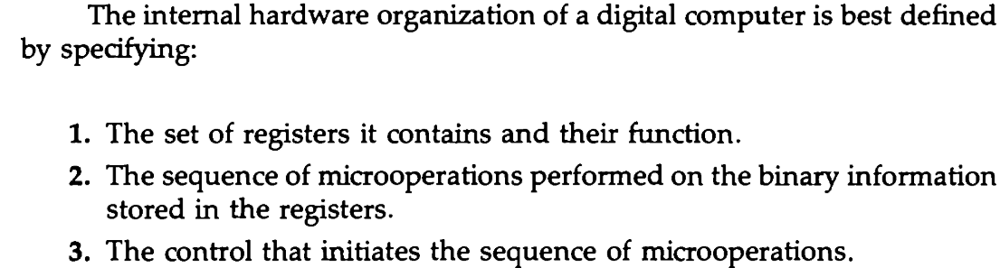 The internal hardware organization of a digital computer is best defined
by specifying:
1. The set of registers it contains and their function.
2. The sequence of microoperations performed on the binary information
stored in the registers.
3. The control that initiates the sequence of microoperations.